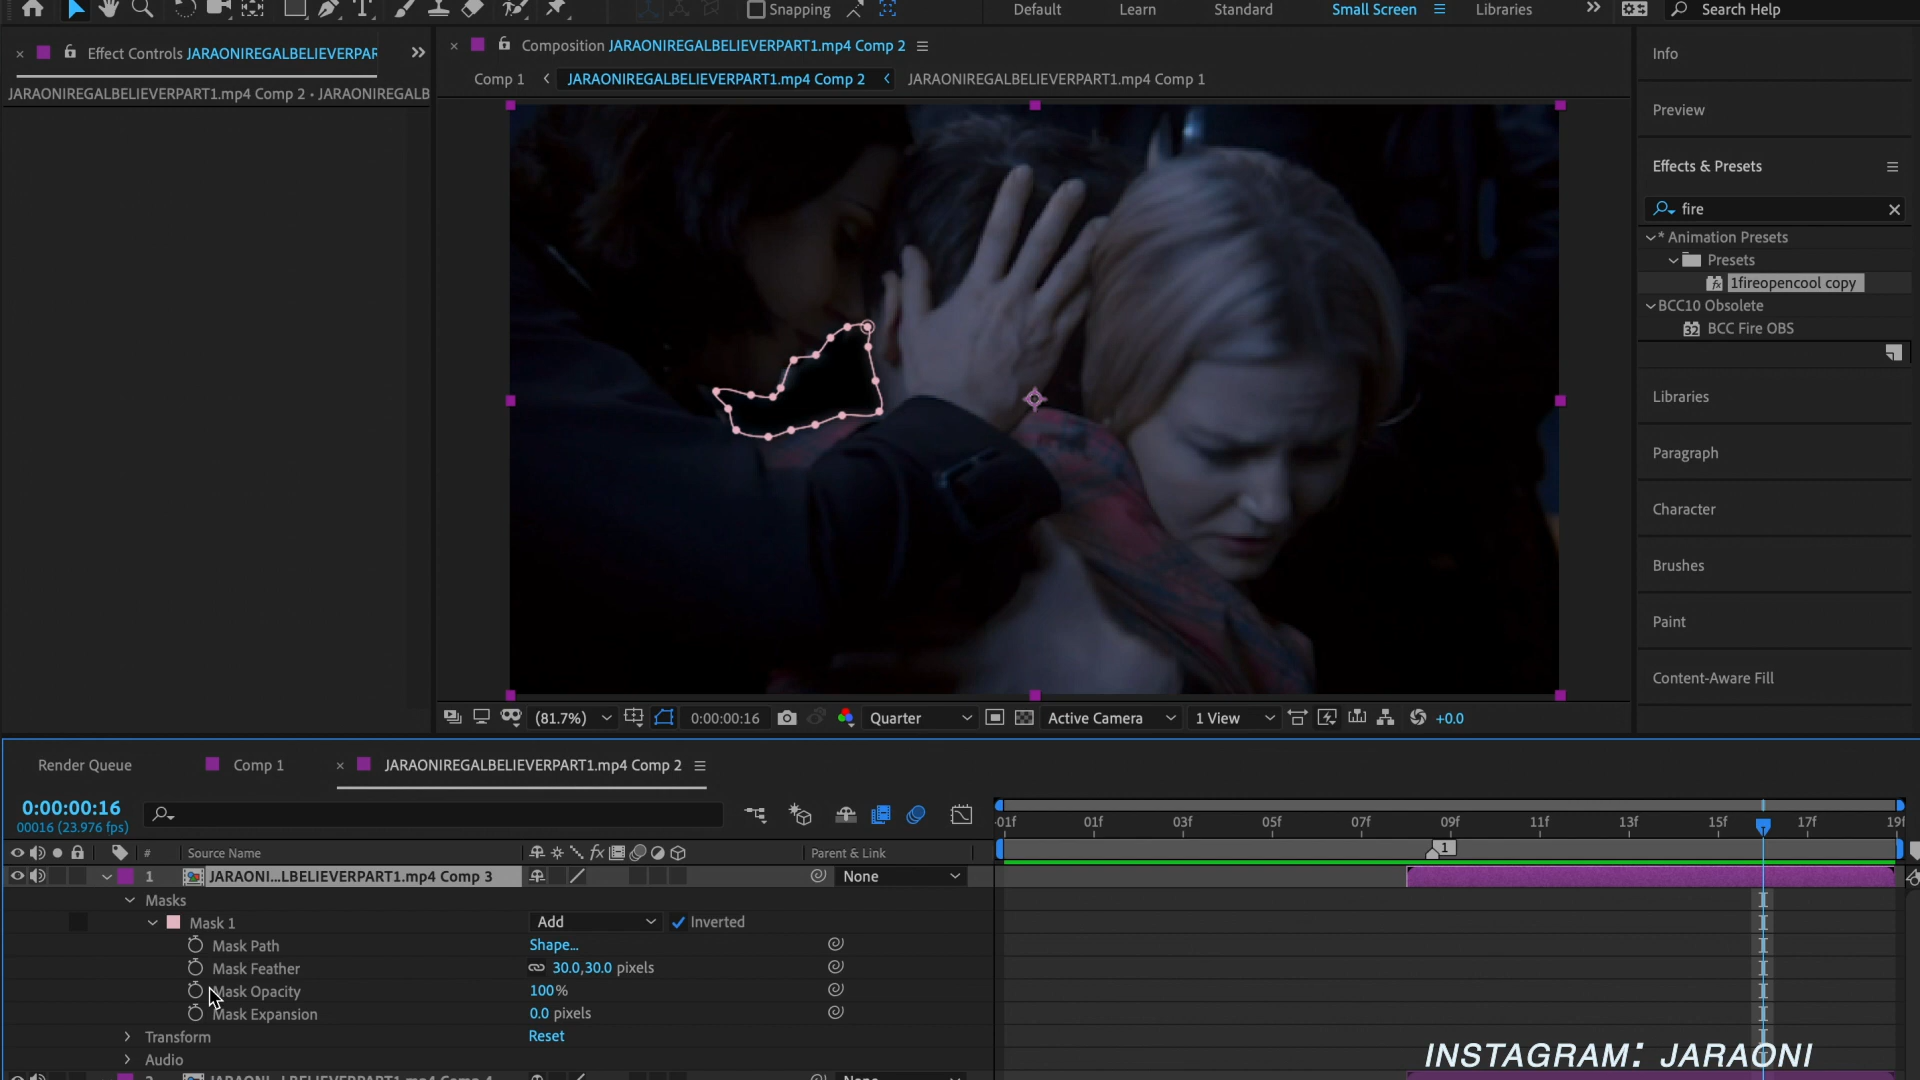 Snapping
Default
Learn
Standard
Small Screen
Libraries
Search Help
Effect Controls JARAONIREGALBELIEVERPAR
JARAONIREGALBELIEVERPART1.mp4 Comp 2 • JARAONIREGALB
Composition JARAONIREGALBELIEVERPART1.mp4 Comp 2
Comp 1
JARAONIREGALBELIEVERPART1.mp4 Comp 2
JARAONIREGALBELIEVERPART1.mp4 Comp 1
Info
Preview
Effects & Presets
fire
* Animation Presets
Presets
1fireopencool copy
BCC10 Obsolete
32 BCC Fire OBS
Libraries
Paragraph
Character
Brushes
Paint
Content-Aware Fill
(81.7%)
0:00:00:16
Quarter
Active Camera
1 View
+0.0
Render Queue
Comp 1
JARAONIREGALBELIEVERPART1.mp4 Comp 2
0:00:00:16
00016 (23.976 fps)
01f 01f 03f 05f 07f 09f 11f 13f 15f 17f 19f
# Source Name
fx
Parent & Link
1
1 JARAONI...LBELIEVERPART1.mp4 Comp 3
None
Masks
Mask 1
Add
Inverted
Mask Path
Shape...
Mask Feather
30.0,30.0 pixels
Mask Opacity
100%
Mask Expansion
0.0 pixels
Transform
Reset
Audio
INSTAGRAM: JARAONI